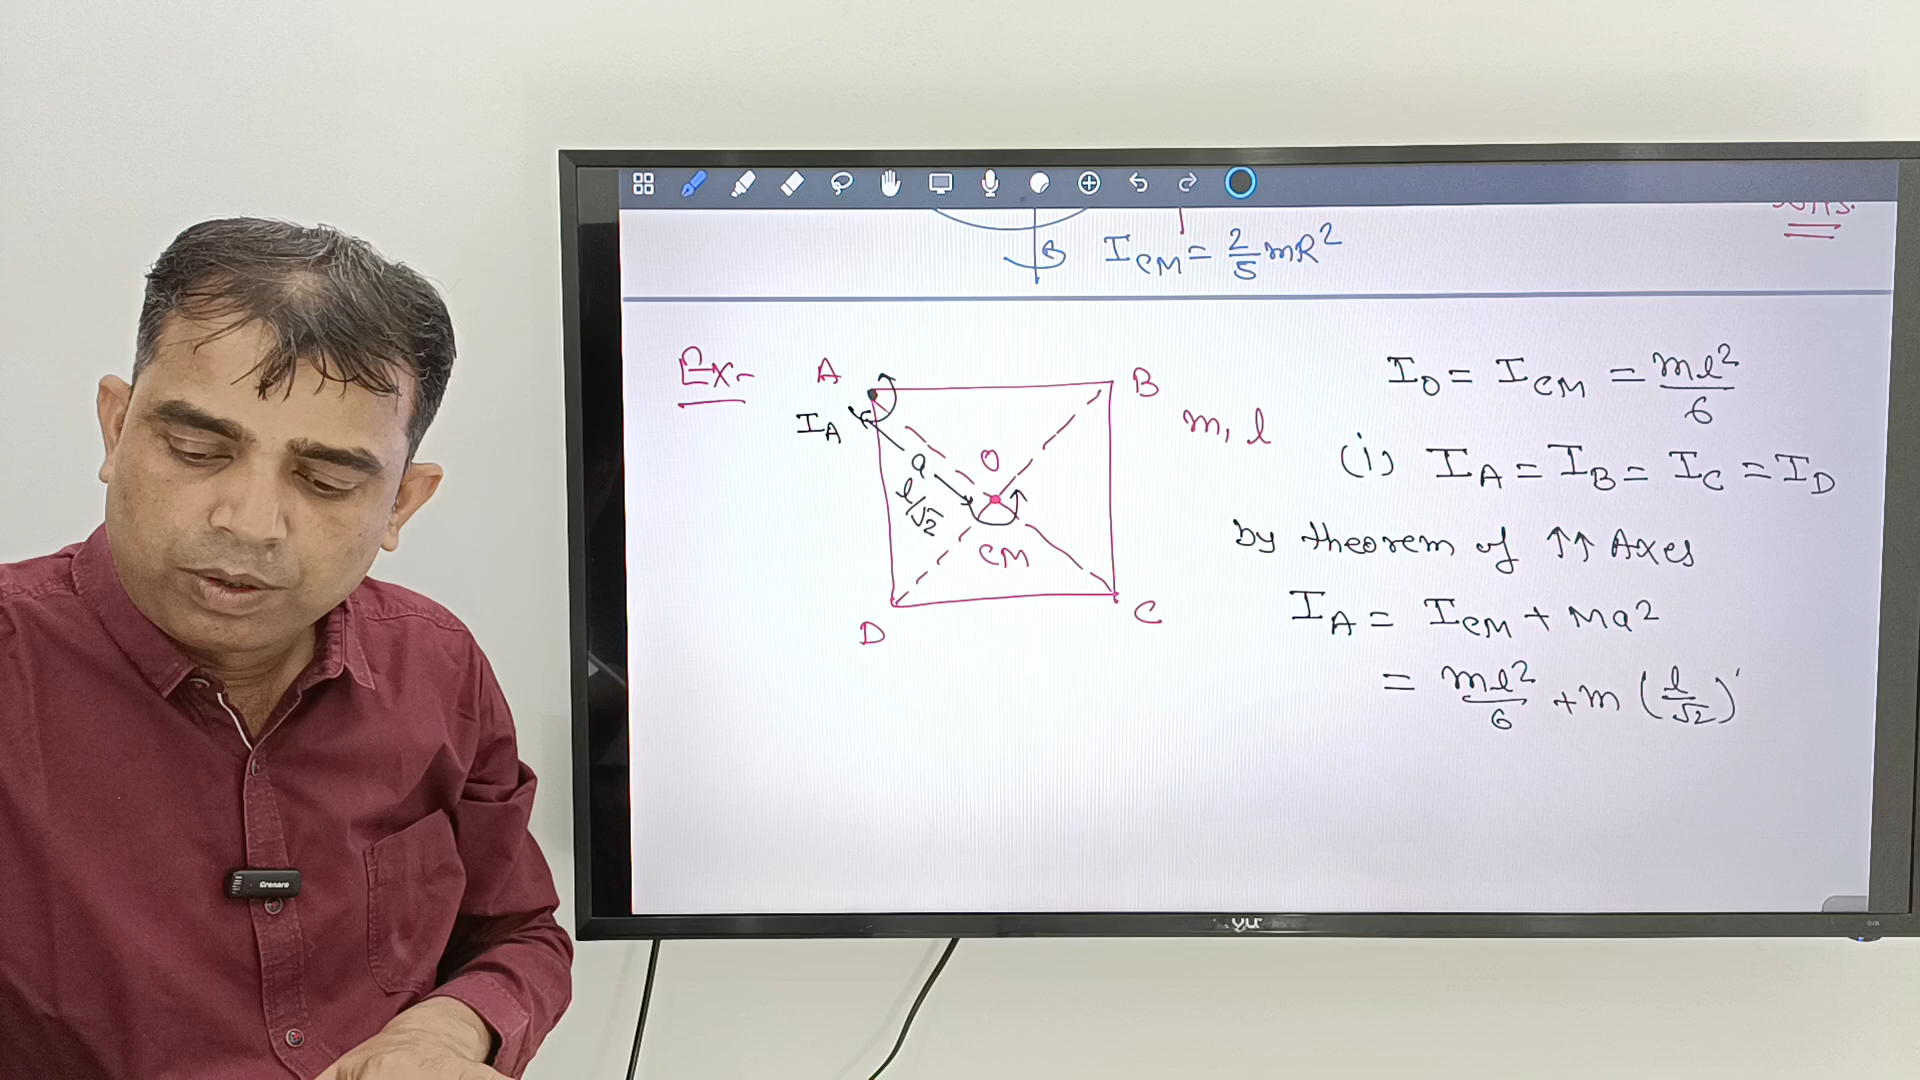 I_CM = 2/5 mR²
Ex-
A
B
I_A
m, l
a
l/√2
O
CM
D
C
I_O = I_CM = ml²/6
(i) I_A = I_B = I_C = I_D
by theorem of ↑↑ Axes
I_A = I_CM + Ma²
= ml²/6 + m (l/√2)'